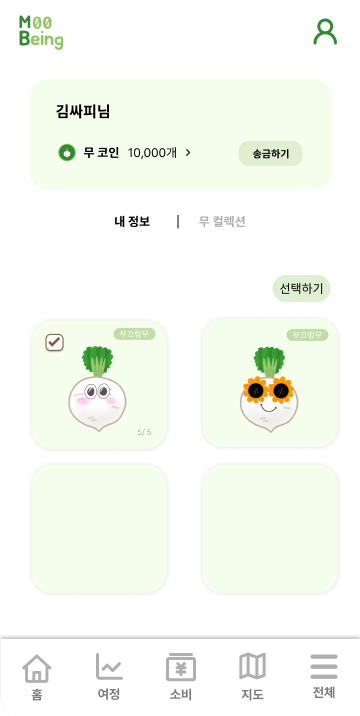 M00
Being
김싸피님
무 코인 10,000개 >
송금하기
내 정보 | 무 컬렉션
선택하기
부끄럼무
부끄럼무
5/5
홈 여정 소비 지도 전체